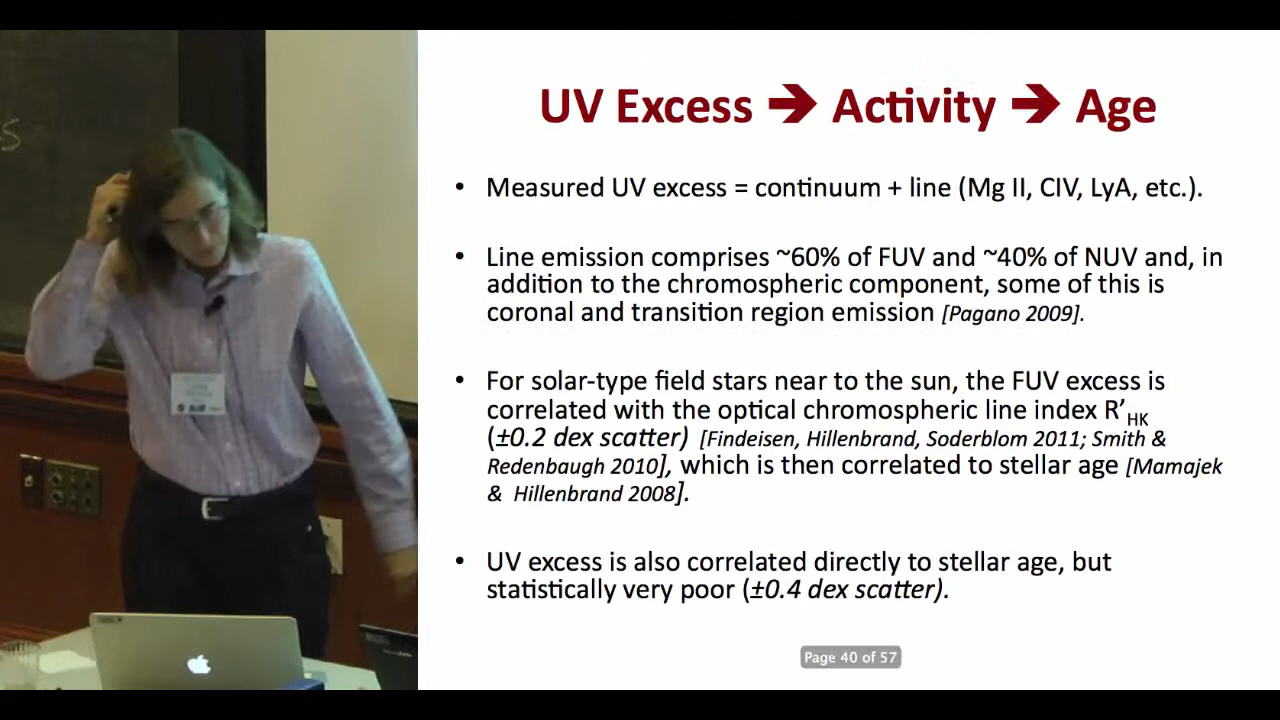 UV Excess ➔ Activity ➔ Age
• Measured UV excess = continuum + line (Mg II, CIV, LyA, etc.).
• Line emission comprises ~60% of FUV and ~40% of NUV and, in
addition to the chromospheric component, some of this is
coronal and transition region emission [Pagano 2009].
• For solar-type field stars near to the sun, the FUV excess is
correlated with the optical chromospheric line index R’HK
(±0.2 dex scatter) [Findeisen, Hillenbrand, Soderblom 2011; Smith &
Redenbaugh 2010], which is then correlated to stellar age [Mamajek
& Hillenbrand 2008].
• UV excess is also correlated directly to stellar age, but
statistically very poor (±0.4 dex scatter).
Page 40 of 57